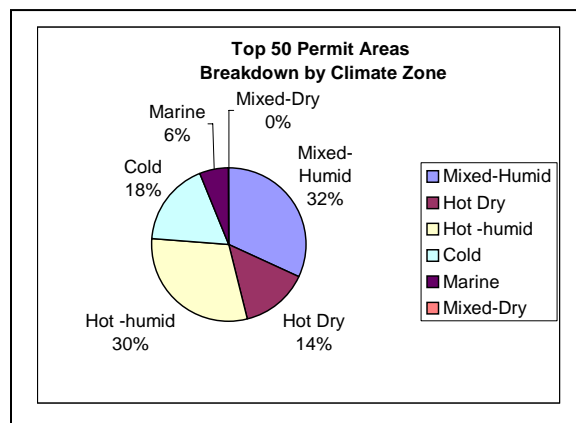 Top 50 Permit Areas
Breakdown by Climate Zone
Mixed-Dry
0%
Marine
6%
Mixed-
Humid
32%
Cold
18%
Hot -humid
30%
Hot Dry
14%
Mixed-Humid
Hot Dry
Hot -humid
Cold
Marine
Mixed-Dry